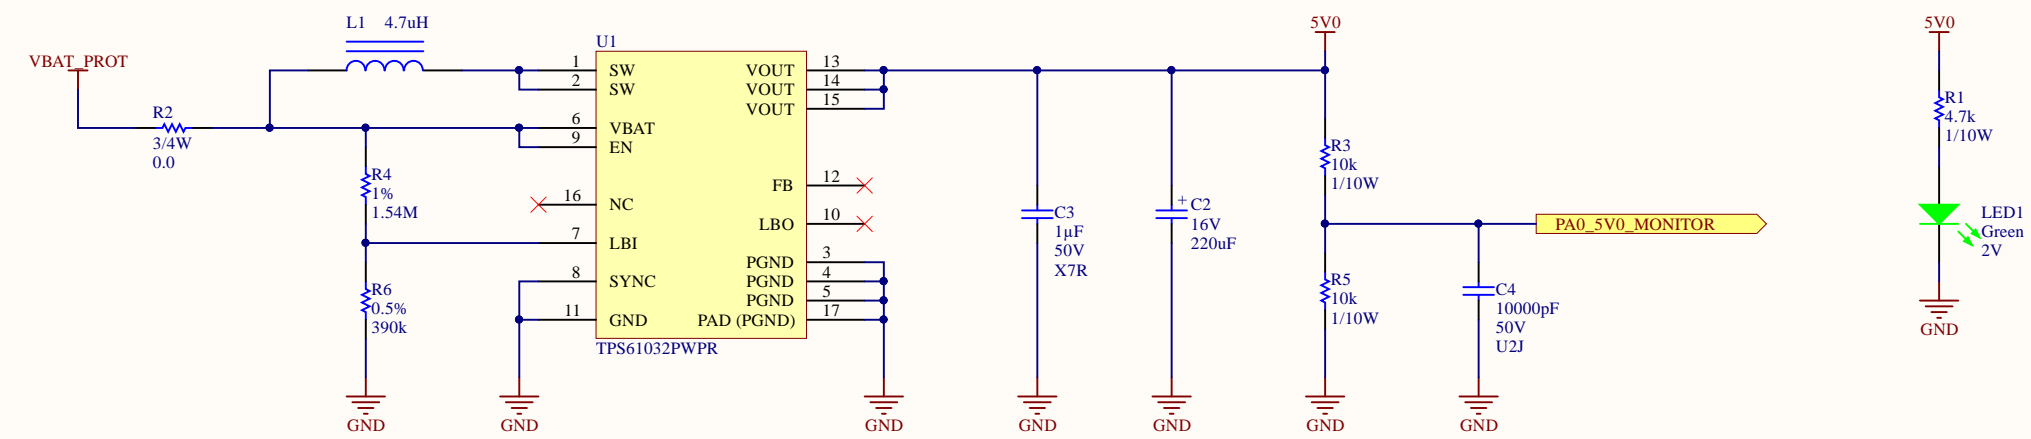 L1 4.7uH
VBAT_PROT
R2
3/4W
0.0
R4
1%
1.54M
R6
0.5%
390k
GND
GND
U1
1 SW
2 SW
6 VBAT
9 EN
16 NC
7 LBI
8 SYNC
11 GND
VOUT 13
VOUT 14
VOUT 15
FB 12
LBO 10
PGND 3
PGND 4
PGND 5
PAD (PGND) 17
TPS61032PWPR
GND
C3
1µF
50V
X7R
GND
+ C2
16V
220uF
GND
5V0
R3
10k
1/10W
PA0_5V0_MONITOR
R5
10k
1/10W
GND
C4
10000pF
50V
U2J
GND
5V0
R1
4.7k
1/10W
LED1
Green
2V
GND